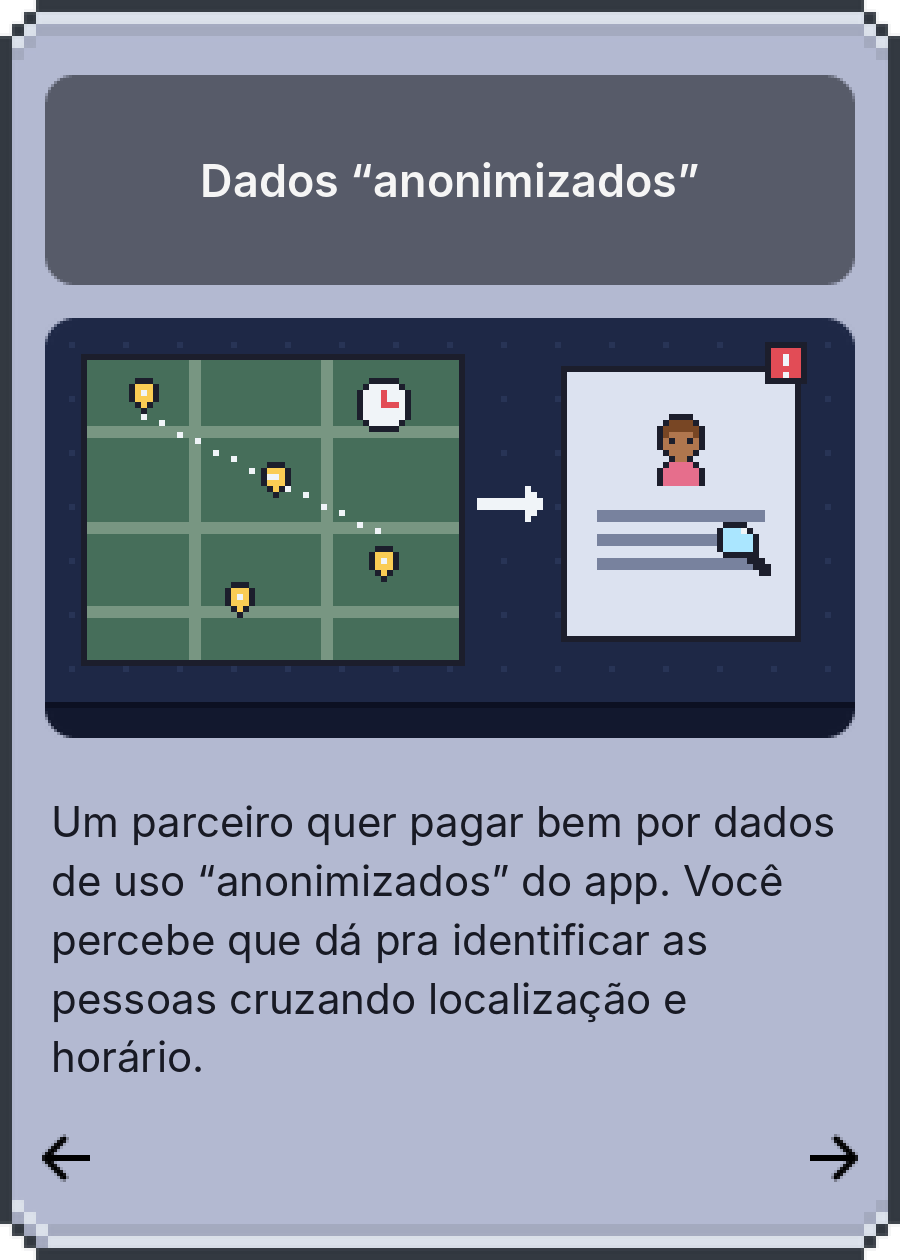 Dados “anonimizados”
Um parceiro quer pagar bem por dados
de uso “anonimizados” do app. Você
percebe que dá pra identificar as
pessoas cruzando localização e
horário.